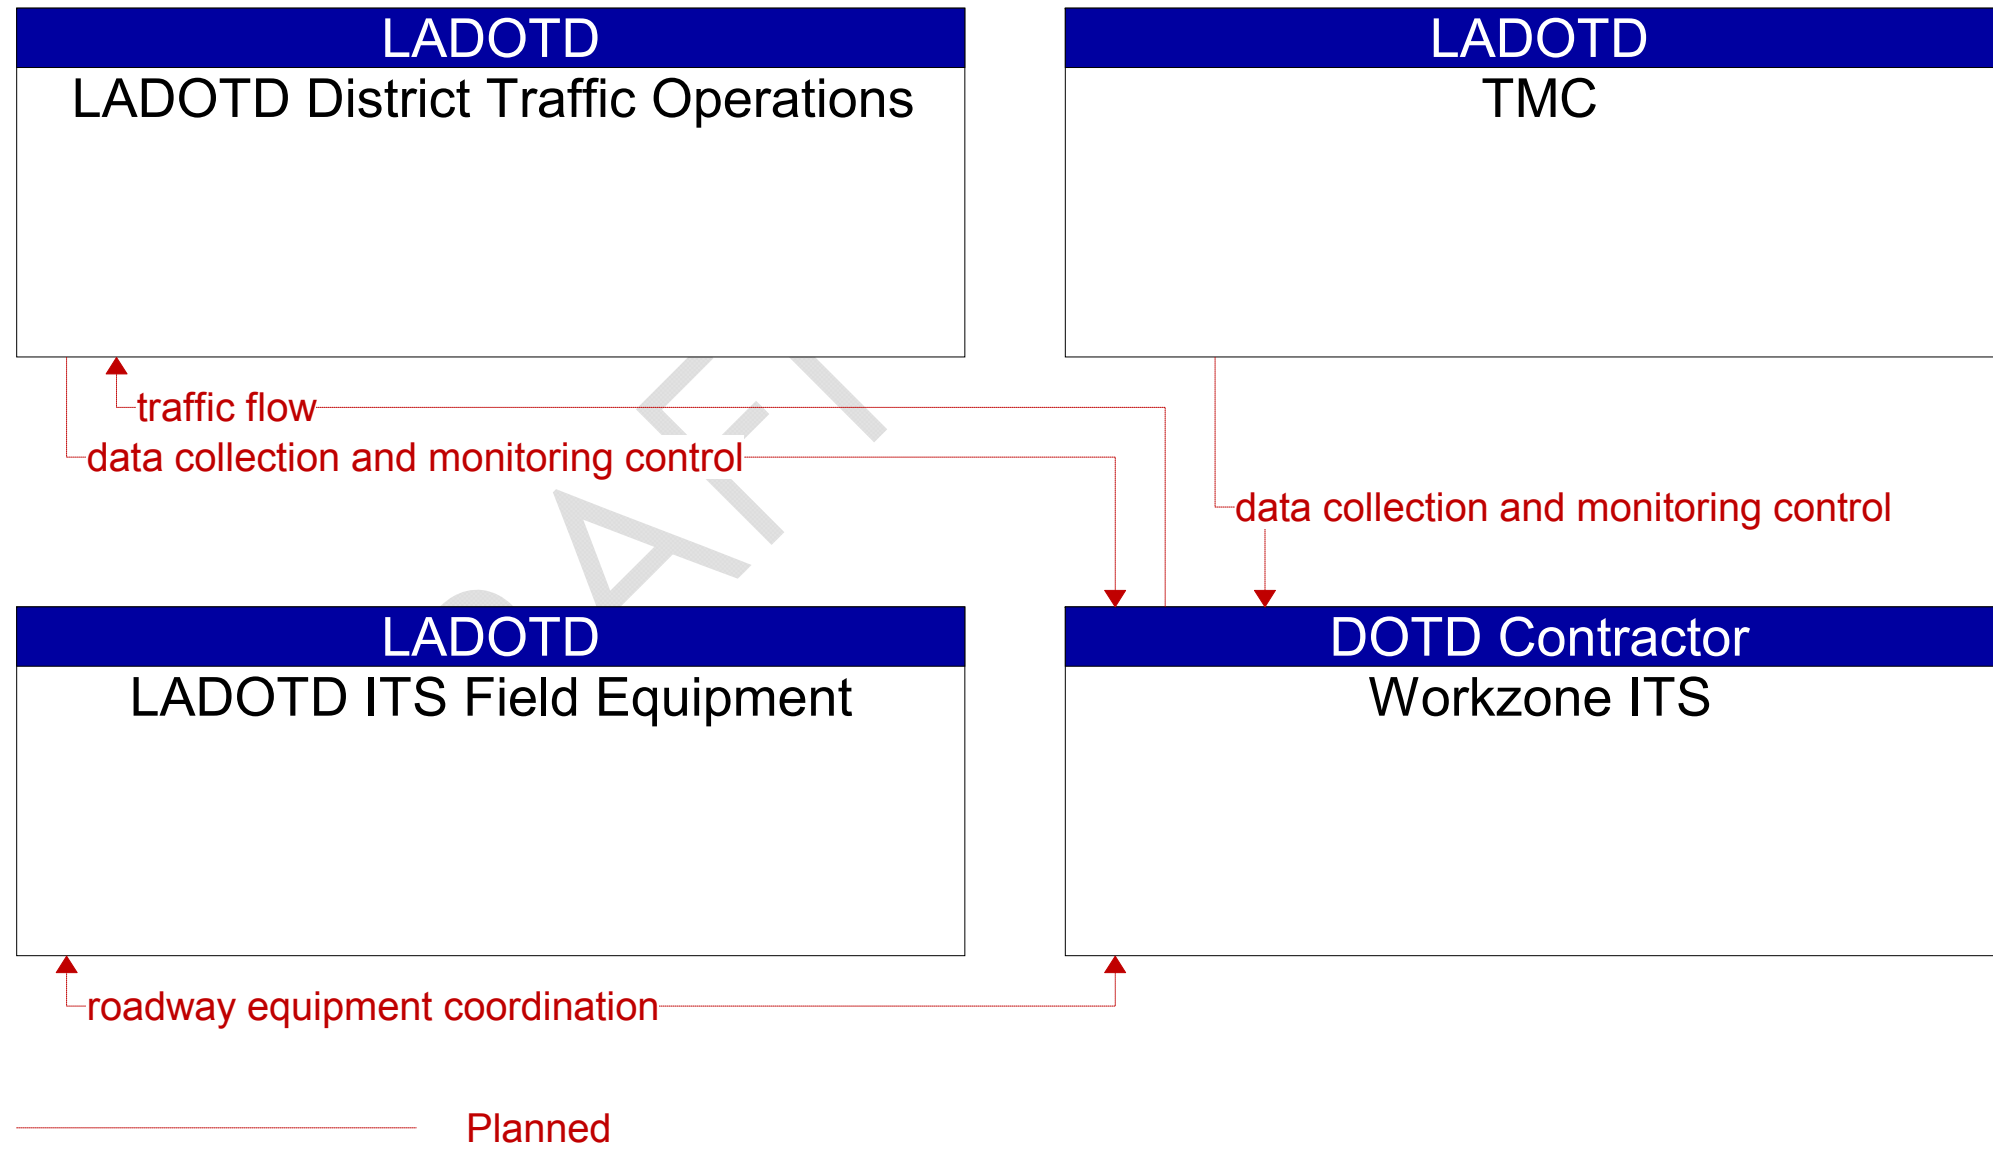 LADOTD
LADOTD District Traffic Operations
LADOTD
TMC
traffic flow
data collection and monitoring control
data collection and monitoring control
LADOTD
LADOTD ITS Field Equipment
DOTD Contractor
Workzone ITS
roadway equipment coordination
Planned